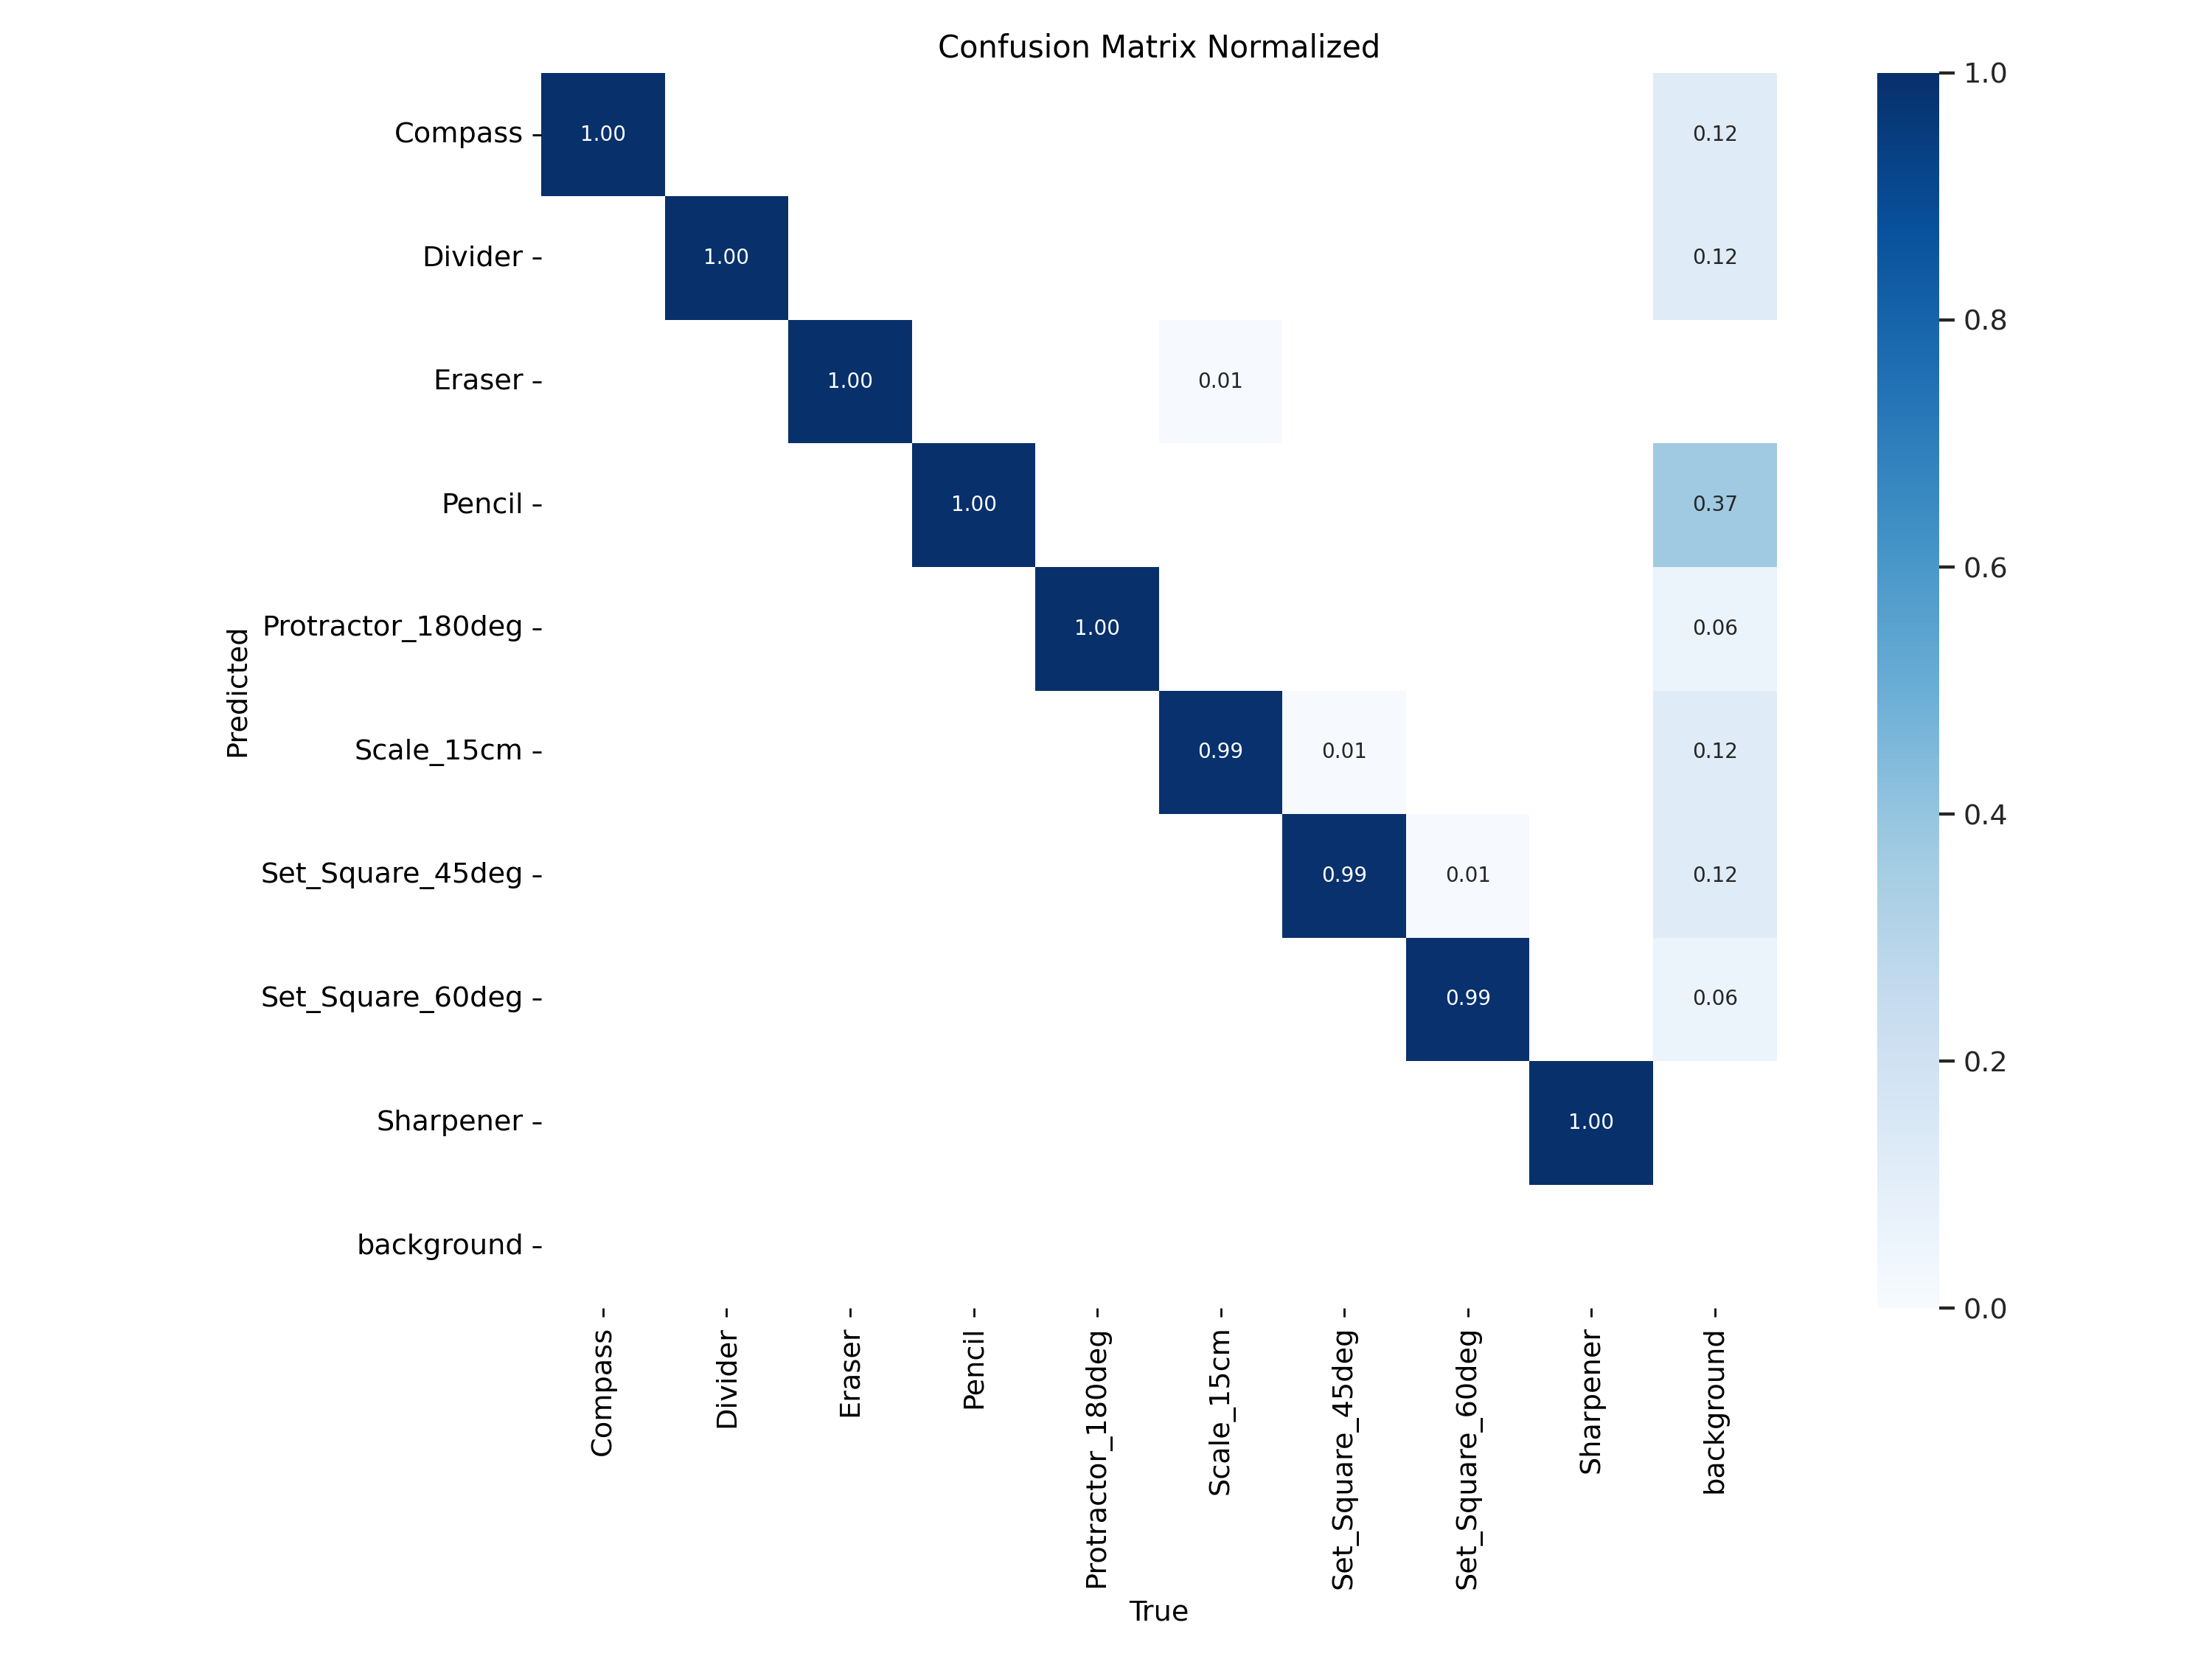 Confusion Matrix Normalized
Compass 1.00 0.12
Divider 1.00 0.12
Eraser 1.00 0.01
Pencil 1.00 0.37
Protractor_180deg 1.00 0.06
Scale_15cm 0.99 0.01 0.12
Set_Square_45deg 0.99 0.01 0.12
Set_Square_60deg 0.99 0.06
Sharpener 1.00
background
Predicted
Compass
Divider
Eraser
Pencil
Protractor_180deg
Scale_15cm
Set_Square_45deg
Set_Square_60deg
Sharpener
background
True
1.0
0.8
0.6
0.4
0.2
0.0